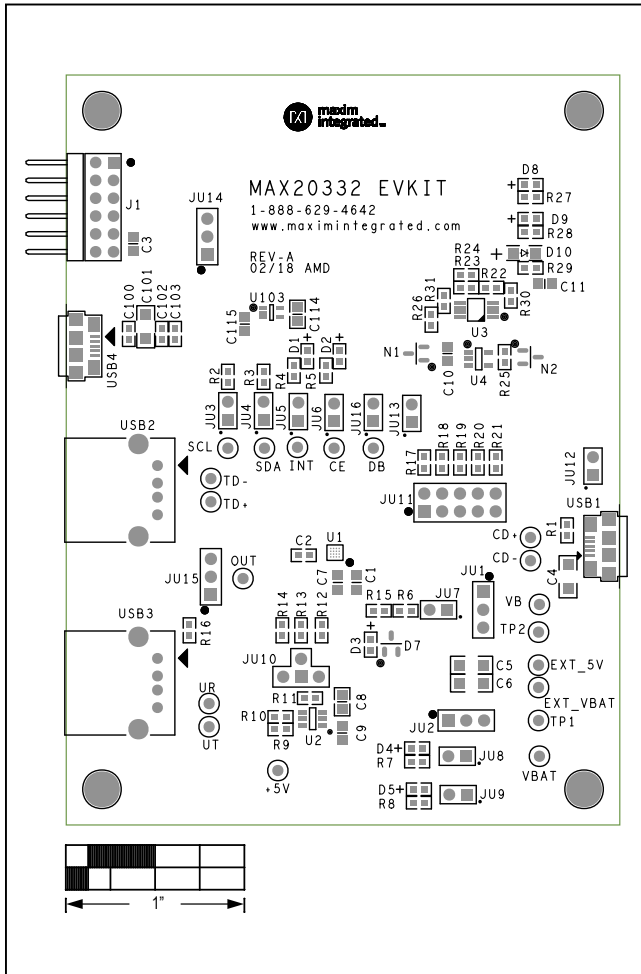 maxim
integrated™
MAX20332 EVKIT
1-888-629-4642
www.maximintegrated.com
REV-A
02/18 AMD
J1
C3
JU14
D8
+
R27
+
D9
R28
+
D10
R29
C11
R24
R23
R22
R31
R26
R30
U3
C100
C101
C102
C103
USB4
U103
C115
C114
D1
+
D2
+
R2
R3
R4
R5
N1
C10
U4
R25
N2
JU3
JU4
JU5
JU6
JU16
JU13
USB2
SCL
SDA
INT
CE
DB
TD-
TD+
R17
R18
R19
R20
R21
JU11
JU12
USB1
CD+
CD-
R1
C4
U1
C2
C7
C1
OUT
JU15
R16
USB3
R14
R13
R12
R15
R6
JU7
JU1
VB
TP2
+
D3
D7
JU10
C5
C6
EXT_5V
EXT_VBAT
TP1
UR
UT
R11
R10
R9
U2
C8
C9
JU2
D4+
R7
JU8
+5V
VBAT
D5+
R8
JU9
1"